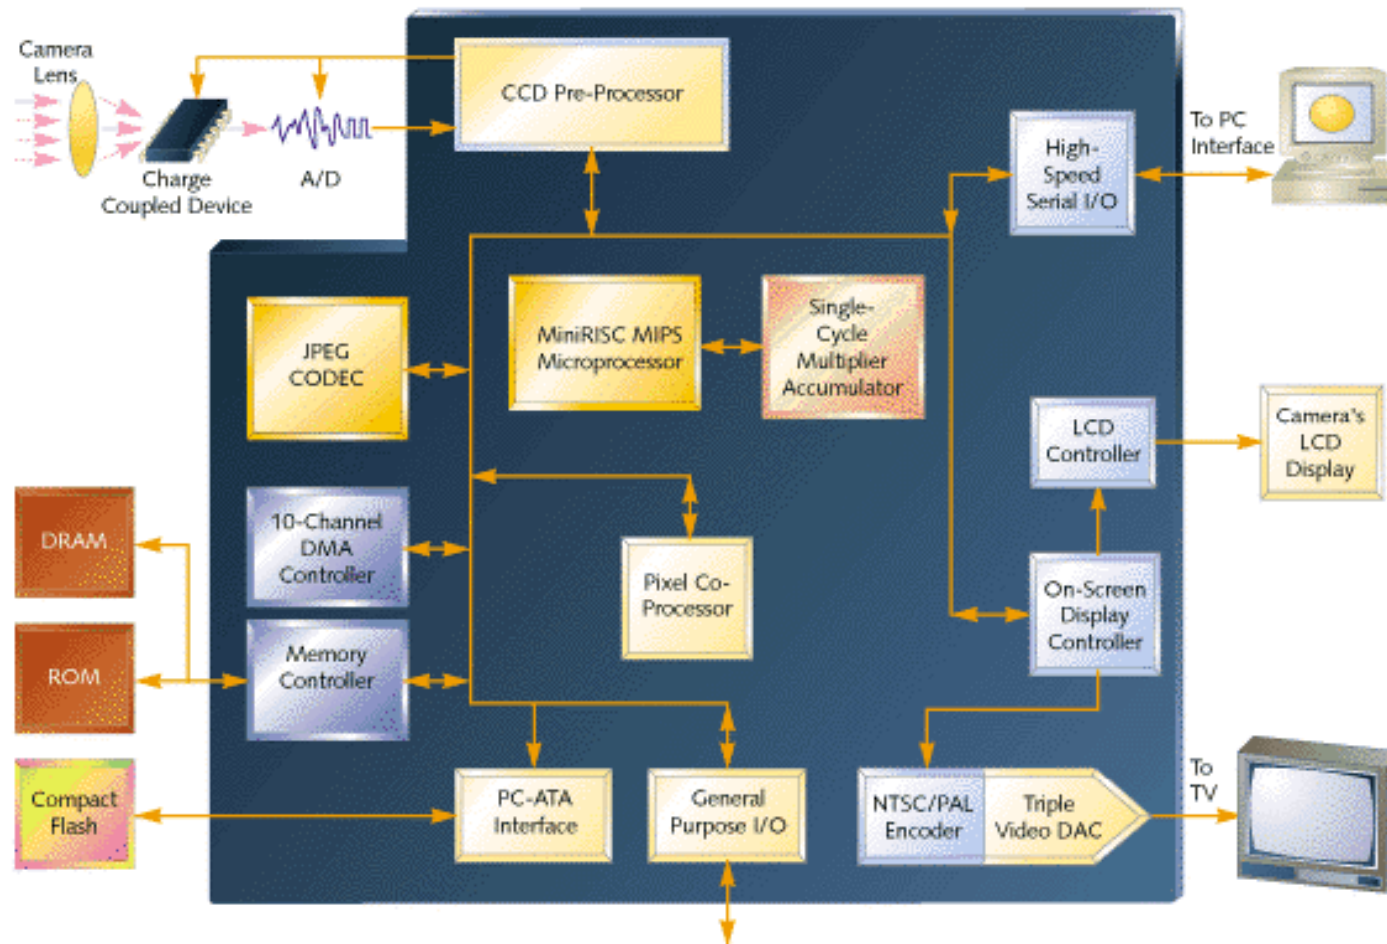 Camera
Lens
Charge
Coupled Device
A/D
CCD Pre-Processor
High-
Speed
Serial I/O
To PC
Interface
JPEG
CODEC
MiniRISC MIPS
Microprocessor
Single-
Cycle
Multiplier
Accumulator
LCD
Controller
Camera's
LCD
Display
DRAM
10-Channel
DMA
Controller
Pixel Co-
Processor
On-Screen
Display
Controller
ROM
Memory
Controller
Compact
Flash
PC-ATA
Interface
General
Purpose I/O
NTSC/PAL
Encoder
Triple
Video DAC
To
TV